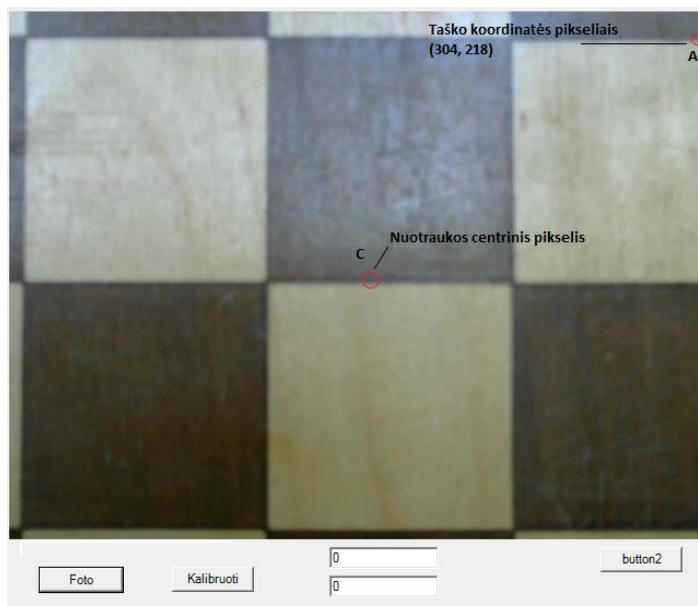 Taško koordinatės pikseliais
(304, 218)
A
Nuotraukos centrinis pikselis
C
0
button2
Foto
Kalibruoti
0